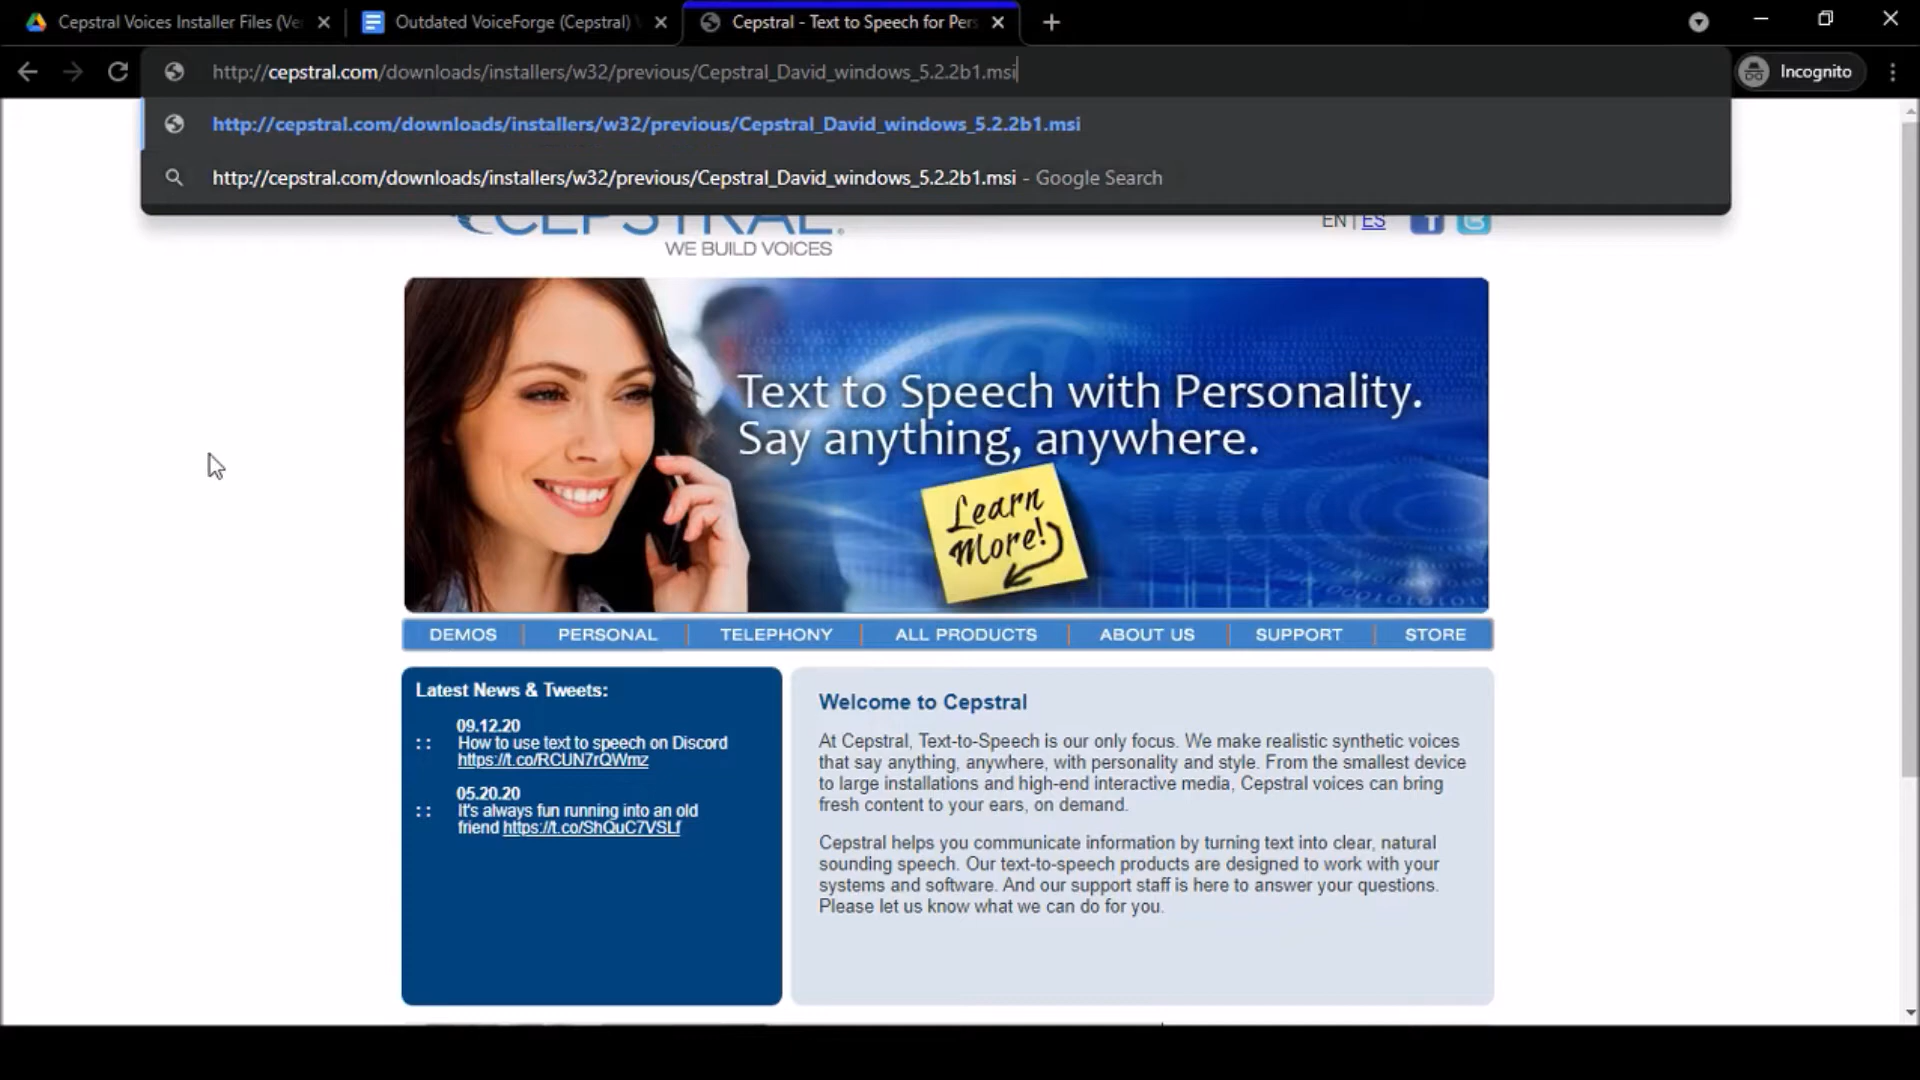 Cepstral Voices Installer Files (Ve
Outdated VoiceForge (Cepstral)
Cepstral - Text to Speech for Pers
http://cepstral.com/downloads/installers/w32/previous/Cepstral_David_windows_5.2.2b1.msi
Incognito
http://cepstral.com/downloads/installers/w32/previous/Cepstral_David_windows_5.2.2b1.msi
http://cepstral.com/downloads/installers/w32/previous/Cepstral_David_windows_5.2.2b1.msi - Google Search
CEPSTRAL®
EN | ES
WE BUILD VOICES
Text to Speech with Personality.
Say anything, anywhere.
Learn
More!
DEMOS PERSONAL TELEPHONY ALL PRODUCTS ABOUT US SUPPORT STORE
Latest News & Tweets:
09.12.20
:: How to use text to speech on Discord
https://t.co/RCUN7rQWmz
05.20.20
:: It's always fun running into an old
friend https://t.co/ShQuC7VSLf
Welcome to Cepstral
At Cepstral, Text-to-Speech is our only focus. We make realistic synthetic voices
that say anything, anywhere, with personality and style. From the smallest device
to large installations and high-end interactive media, Cepstral voices can bring
fresh content to your ears, on demand.
Cepstral helps you communicate information by turning text into clear, natural
sounding speech. Our text-to-speech products are designed to work with your
systems and software. And our support staff is here to answer your questions.
Please let us know what we can do for you.